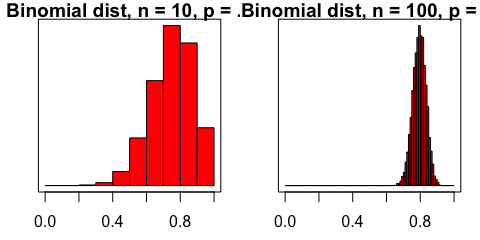 Binomial dist, n = 10, p = .
Binomial dist, n = 100, p =
0.0 0.4 0.8
0.0 0.4 0.8